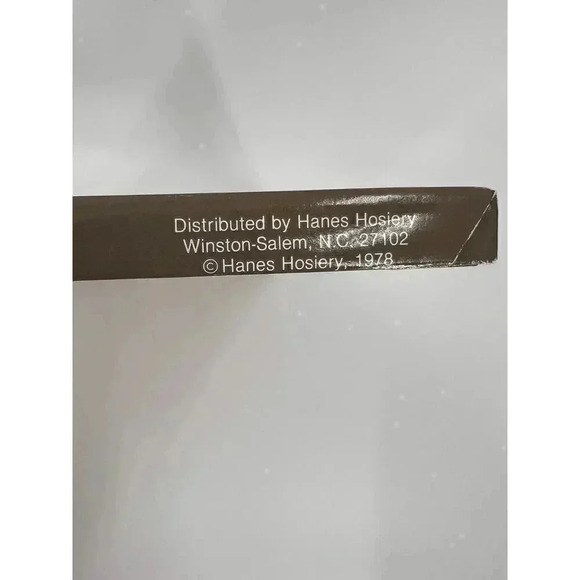 Distributed by Hanes Hosiery
Winston-Salem, N.C. 27102
© Hanes Hosiery, 1978